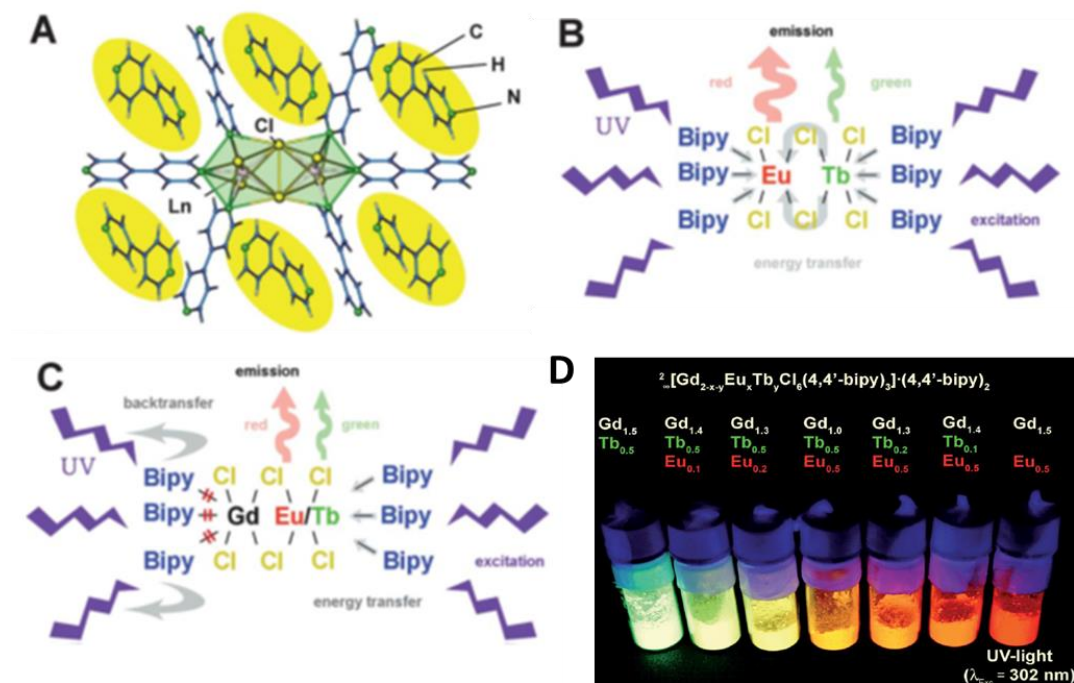 A
C
H
N
Cl
Ln
B
emission
red
green
UV
Bipy Cl Cl Cl Bipy
Bipy Eu Tb Bipy
Bipy Cl Cl Cl Bipy
excitation
energy transfer
C
emission
backtransfer
red
green
UV
Bipy Cl Cl Cl Bipy
Bipy Gd Eu/Tb Bipy
Bipy Cl Cl Cl Bipy
excitation
energy transfer
D
²∞[Gd₂₋ₓ₋yEuₓTbyCl₆(4,4'-bipy)₃]·(4,4'-bipy)₂
Gd₁.₅ Gd₁.₄ Gd₁.₃ Gd₁.₀ Gd₁.₃ Gd₁.₄ Gd₁.₅
Tb₀.₅ Tb₀.₅ Tb₀.₅ Tb₀.₅ Tb₀.₂ Tb₀.₁
Eu₀.₁ Eu₀.₂ Eu₀.₅ Eu₀.₅ Eu₀.₅ Eu₀.₅
UV-light
(λExc = 302 nm)